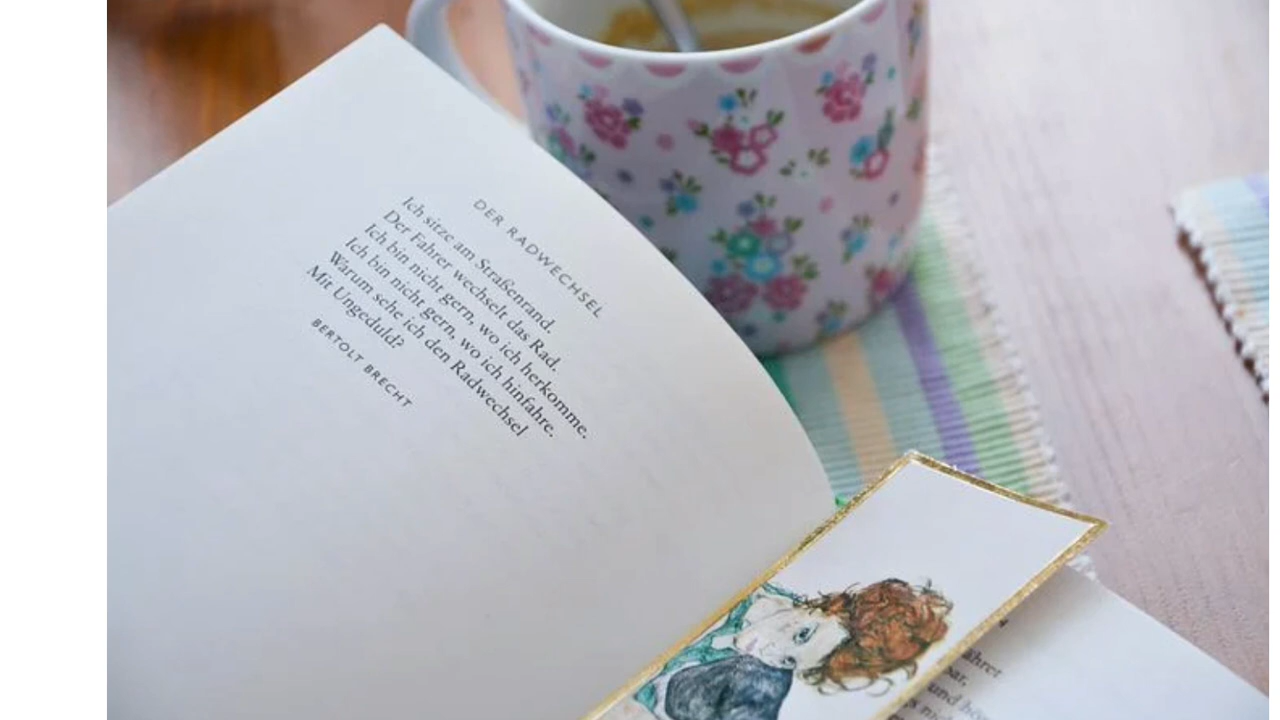 DER RADWECHSEL
Ich sitze am Straßenrand.
Der Fahrer wechselt das Rad.
Ich bin nicht gern, wo ich herkomme.
Ich bin nicht gern, wo ich hinfahre.
Warum sehe ich den Radwechsel
Mit Ungeduld?
BERTOLT BRECHT
und